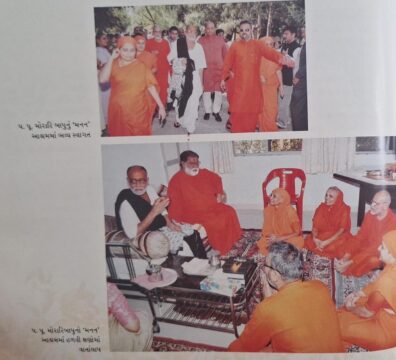 પ. પૂ. મોરારિ બાપુનું 'મનન'
આશ્રમમાં ભવ્ય સ્વાગત
પ. પૂ. મોરારિબાપુનો 'મનન'
આશ્રમમાં હળવી ક્ષણોમાં
વાર્તાલાપ